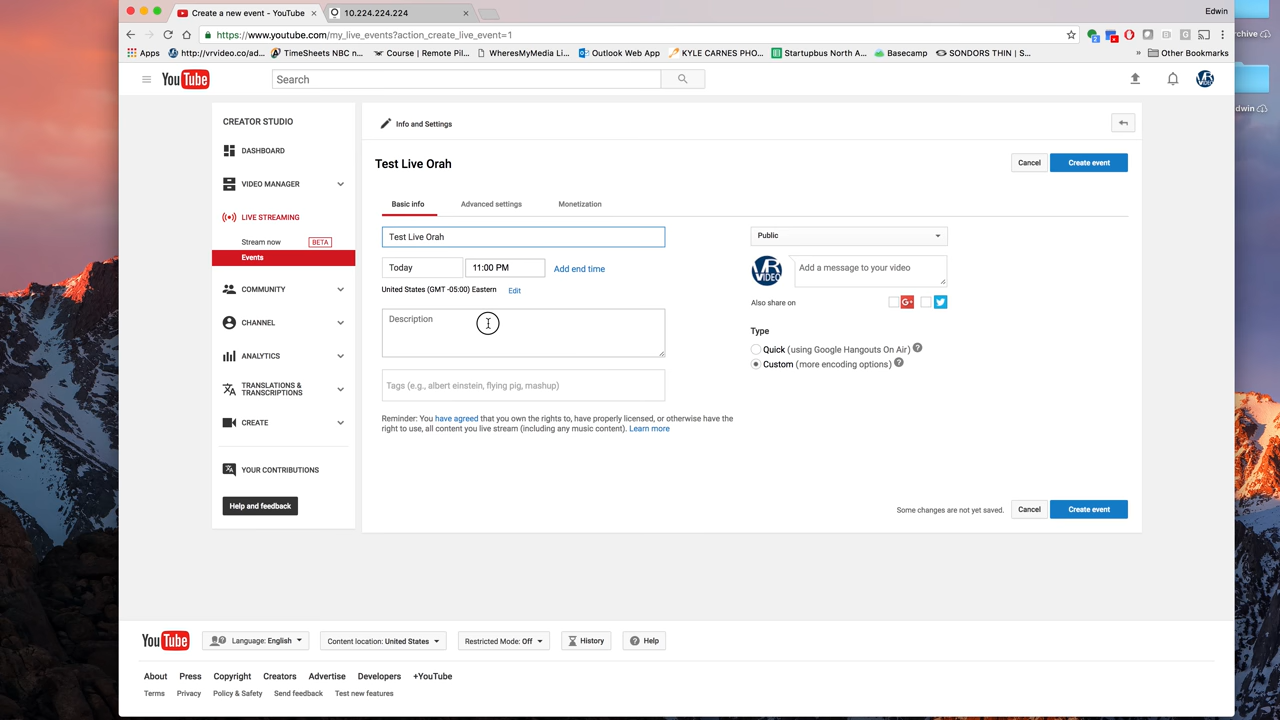 Create a new event - YouTube
10.224.224.224
Edwin
https://www.youtube.com/my_live_events?action_create_live_event=1
rchive
Apps
http://vrvideo.co/ad...
TimeSheets NBC n...
Course | Remote Pil...
WheresMyMedia Li...
Outlook Web App
KYLE CARNES PHO...
Startupbus North A...
Basecamp
SONDORS THIN | S...
»
Other Bookmarks
YouTube
Search
VR
dwin
CREATOR STUDIO
DASHBOARD
VIDEO MANAGER
LIVE STREAMING
Stream now
BETA
Events
COMMUNITY
CHANNEL
ANALYTICS
TRANSLATIONS &
TRANSCRIPTIONS
CREATE
YOUR CONTRIBUTIONS
Help and feedback
Info and Settings
Test Live Orah
Cancel
Create event
Basic info
Advanced settings
Monetization
Test Live Orah
Today
11:00 PM
Add end time
United States (GMT -05:00) Eastern
Edit
Description
Tags (e.g., albert einstein, flying pig, mashup)
Reminder: You have agreed that you own the rights to, have properly licensed, or otherwise have the
right to use, all content you live stream (including any music content). Learn more
Public
VR
VIDEO
Add a message to your video
Also share on
G+
Type
Quick (using Google Hangouts On Air) ?
Custom (more encoding options) ?
Some changes are not yet saved.
Cancel
Create event
YouTube
Language: English
Content location: United States
Restricted Mode: Off
History
Help
About
Press
Copyright
Creators
Advertise
Developers
+YouTube
Terms
Privacy
Policy & Safety
Send feedback
Test new features